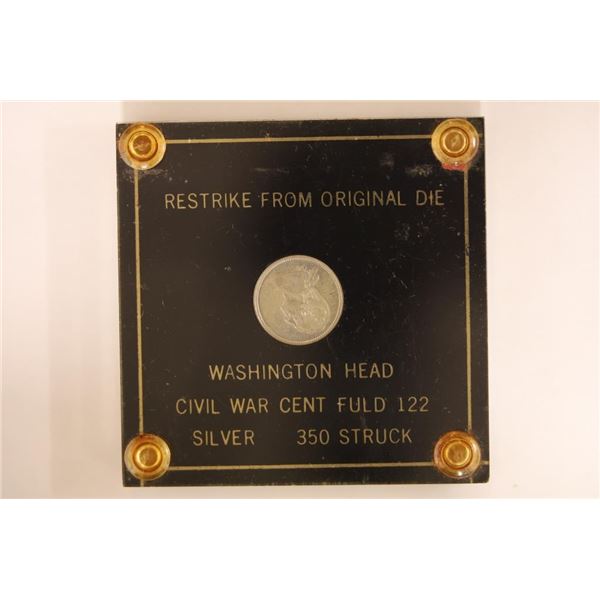 RESTRIKE FROM ORIGINAL DIE
WASHINGTON HEAD
CIVIL WAR CENT FULD 122
SILVER 350 STRUCK